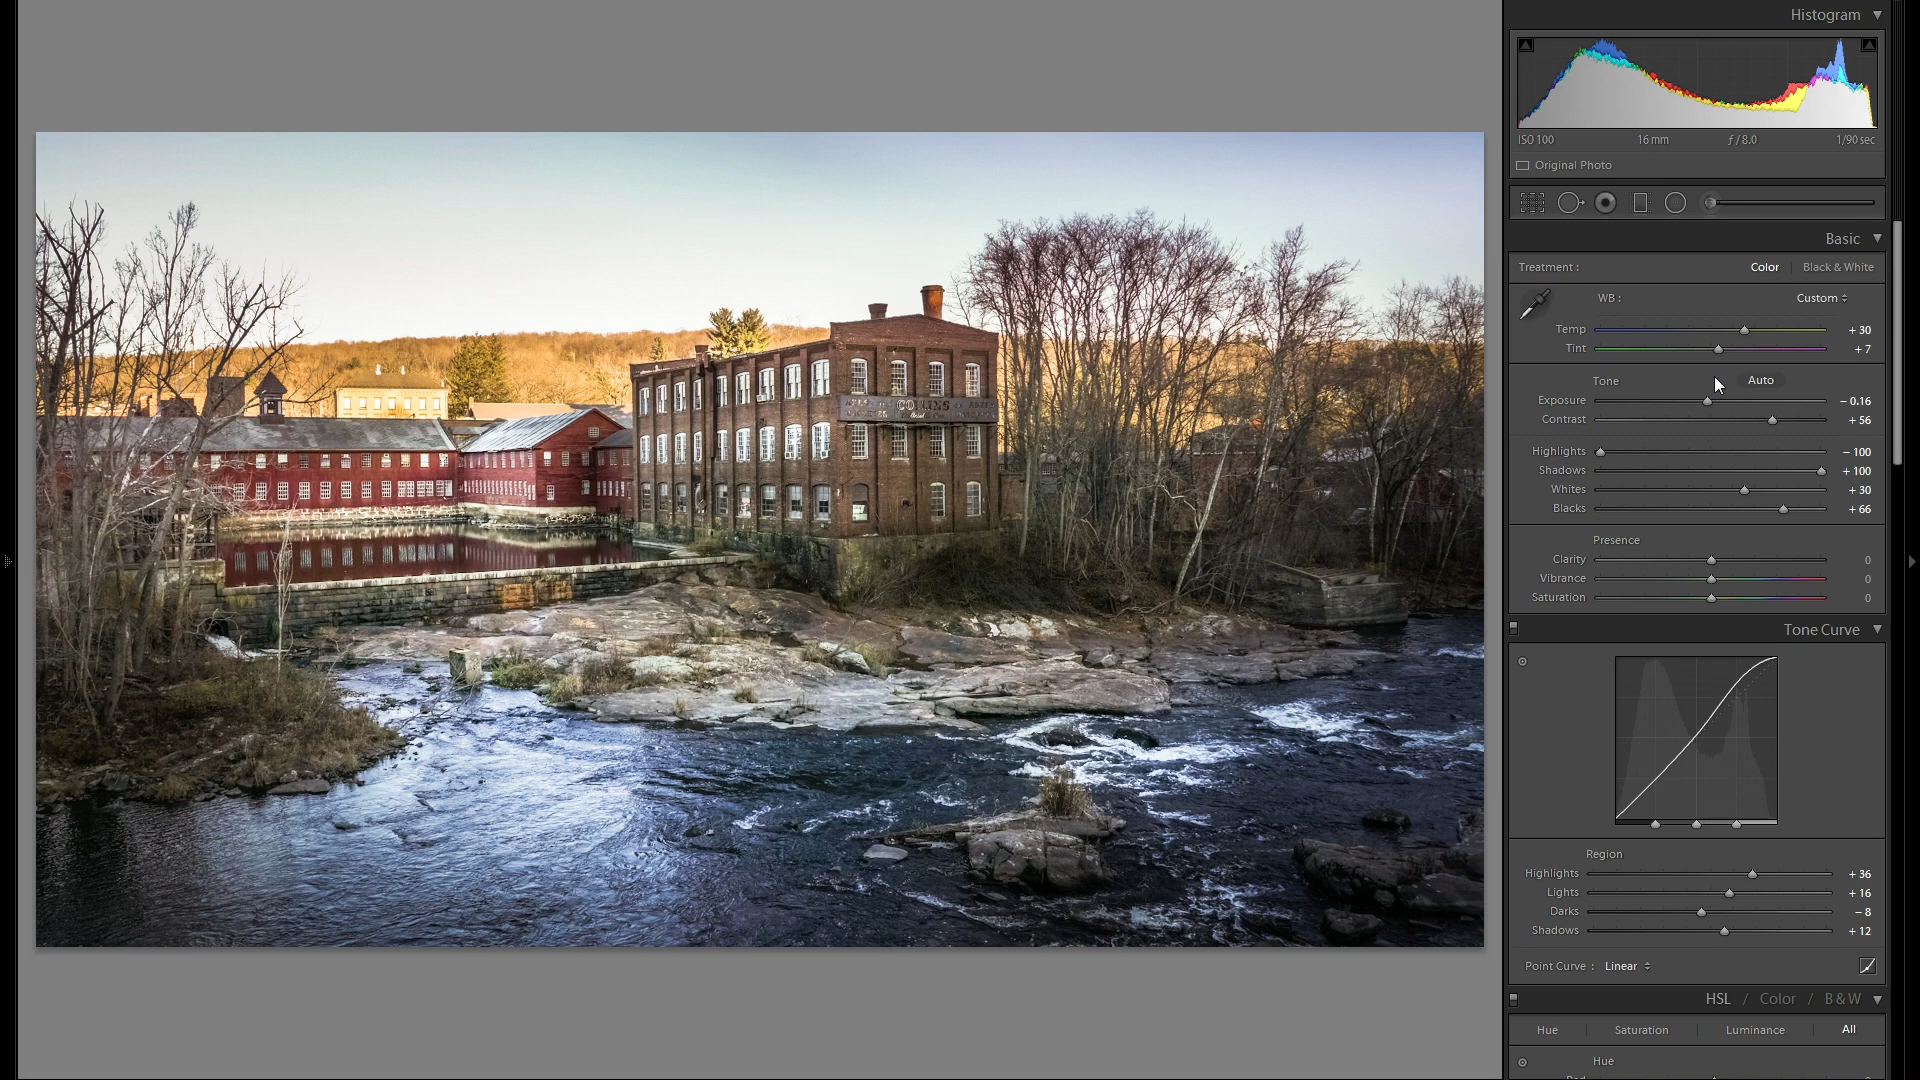 Histogram
ISO 100 16 mm ƒ / 8.0 1/90 sec
Original Photo
Basic
Treatment : Color Black & White
WB : Custom
Temp + 30
Tint + 7
Tone Auto
Exposure − 0.16
Contrast + 56
Highlights − 100
Shadows + 100
Whites + 30
Blacks + 66
Presence
Clarity 0
Vibrance 0
Saturation 0
Tone Curve
Region
Highlights + 36
Lights + 16
Darks − 8
Shadows + 12
Point Curve : Linear
HSL / Color / B & W
Hue Saturation Luminance All
Hue
COLLINS